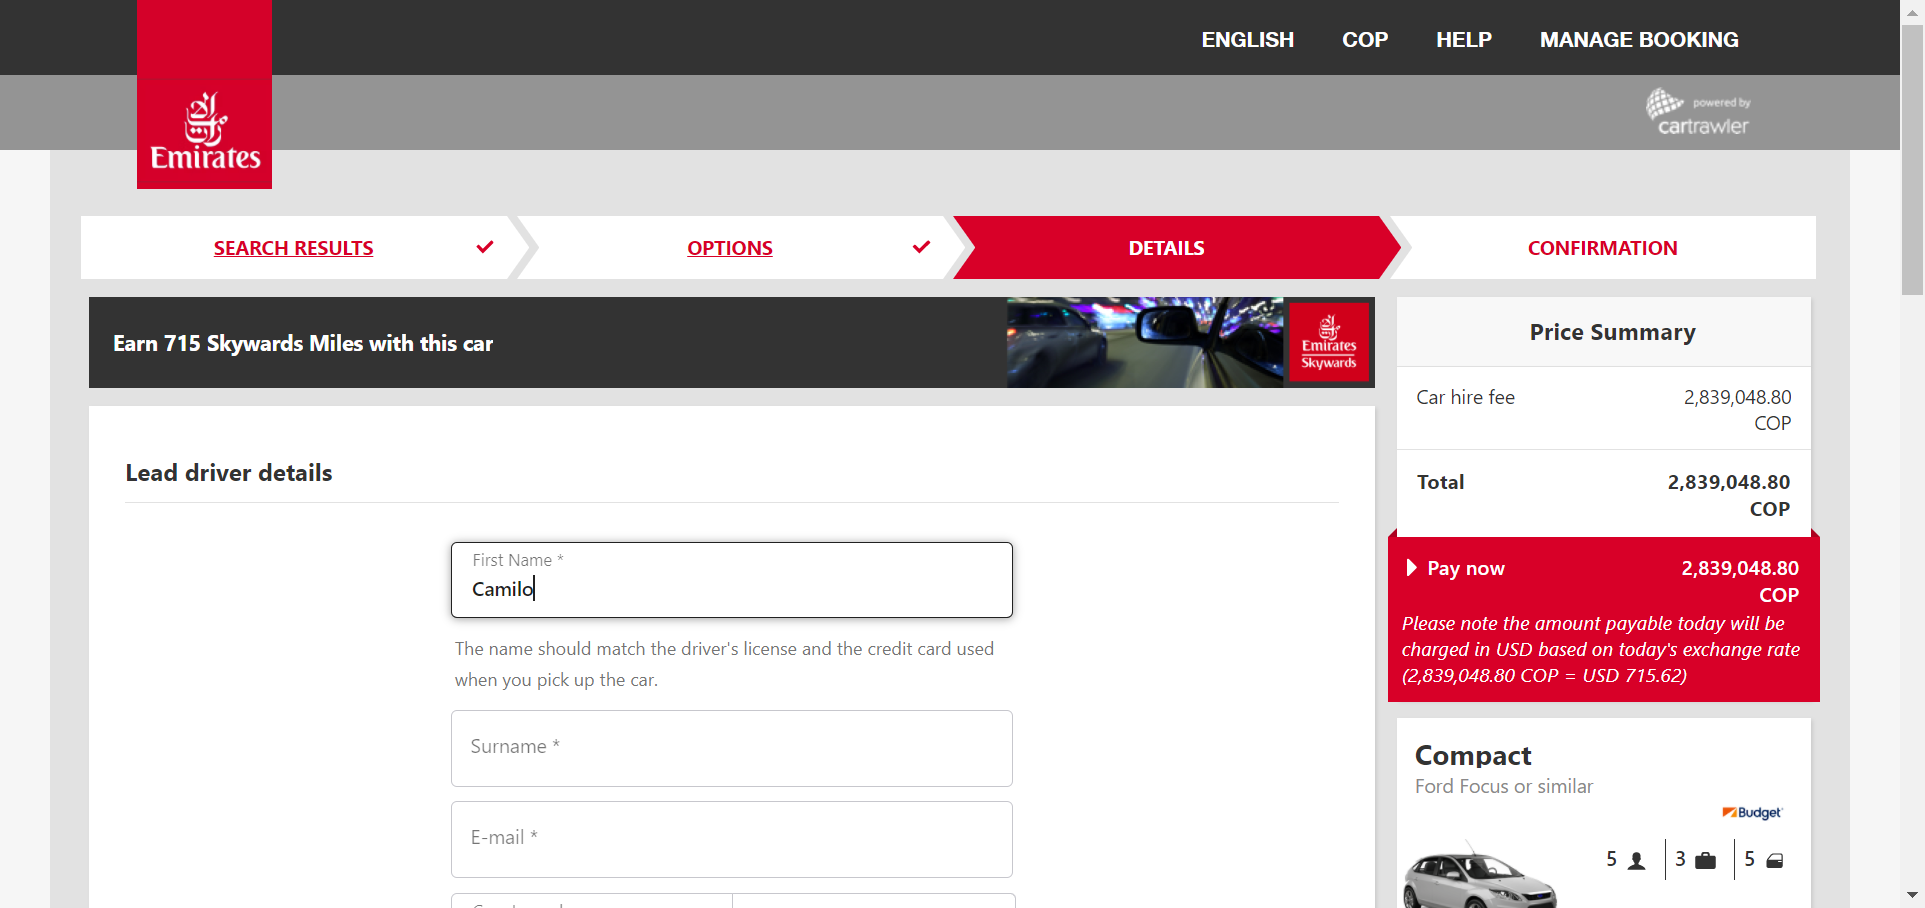 ENGLISH COP HELP MANAGE BOOKING
powered by
cartrawler
Emirates
SEARCH RESULTS OPTIONS DETAILS CONFIRMATION
Earn 715 Skywards Miles with this car
Emirates
Skywards
Lead driver details
First Name *
Camilo
The name should match the driver's license and the credit card used
when you pick up the car.
Surname *
E-mail *
Price Summary
Car hire fee 2,839,048.80
COP
Total 2,839,048.80
COP
Pay now 2,839,048.80
COP
Please note the amount payable today will be
charged in USD based on today's exchange rate
(2,839,048.80 COP = USD 715.62)
Compact
Ford Focus or similar
Budget
5 3 5